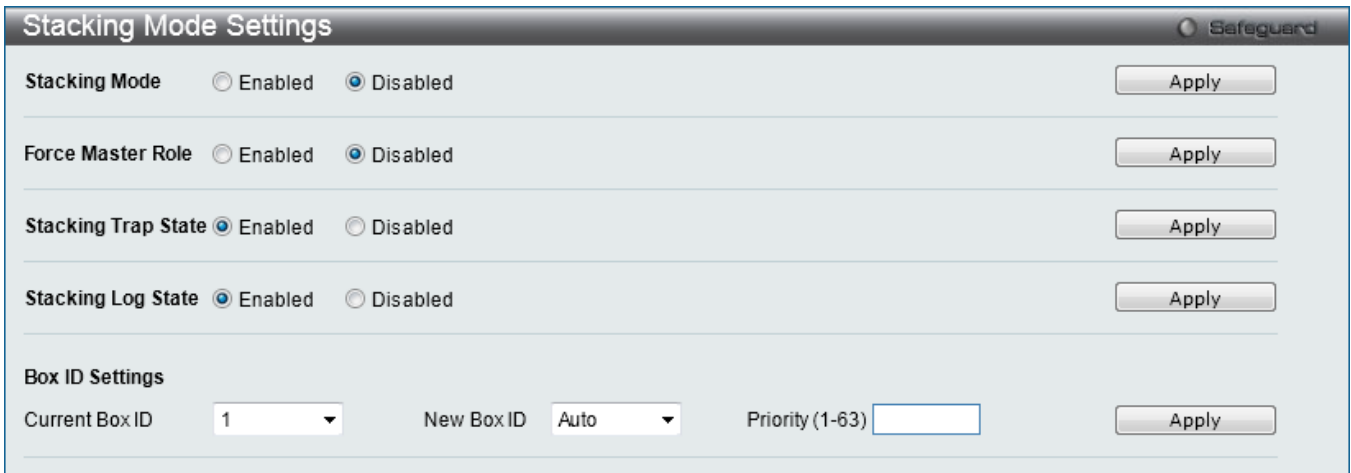 Stacking Mode Settings Safeguard
Stacking Mode Enabled Disabled Apply
Force Master Role Enabled Disabled Apply
Stacking Trap State Enabled Disabled Apply
Stacking Log State Enabled Disabled Apply
Box ID Settings
Current Box ID 1 New Box ID Auto Priority (1-63) Apply